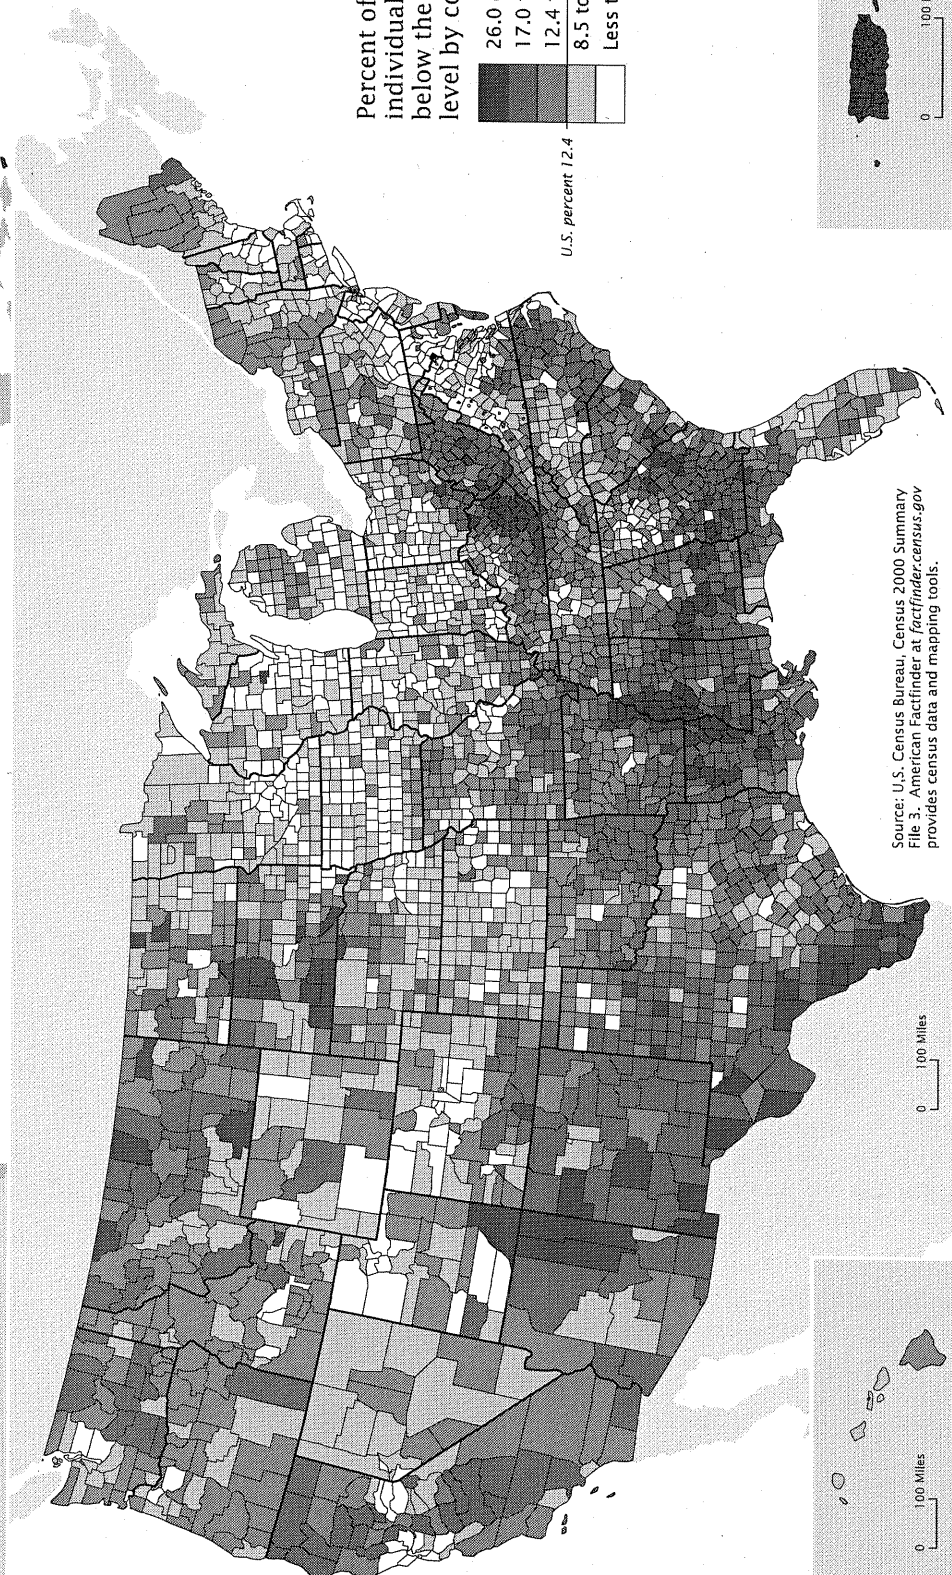 Percent of
individual
below the
level by co
26.0
17.0
12.4
8.5 to
Less t
U.S. percent 12.4
Source: U.S. Census Bureau, Census 2000 Summary
File 3. American Factfinder at factfinder.census.gov
provides census data and mapping tools.
0 100 Miles
0 100 Miles
0 100